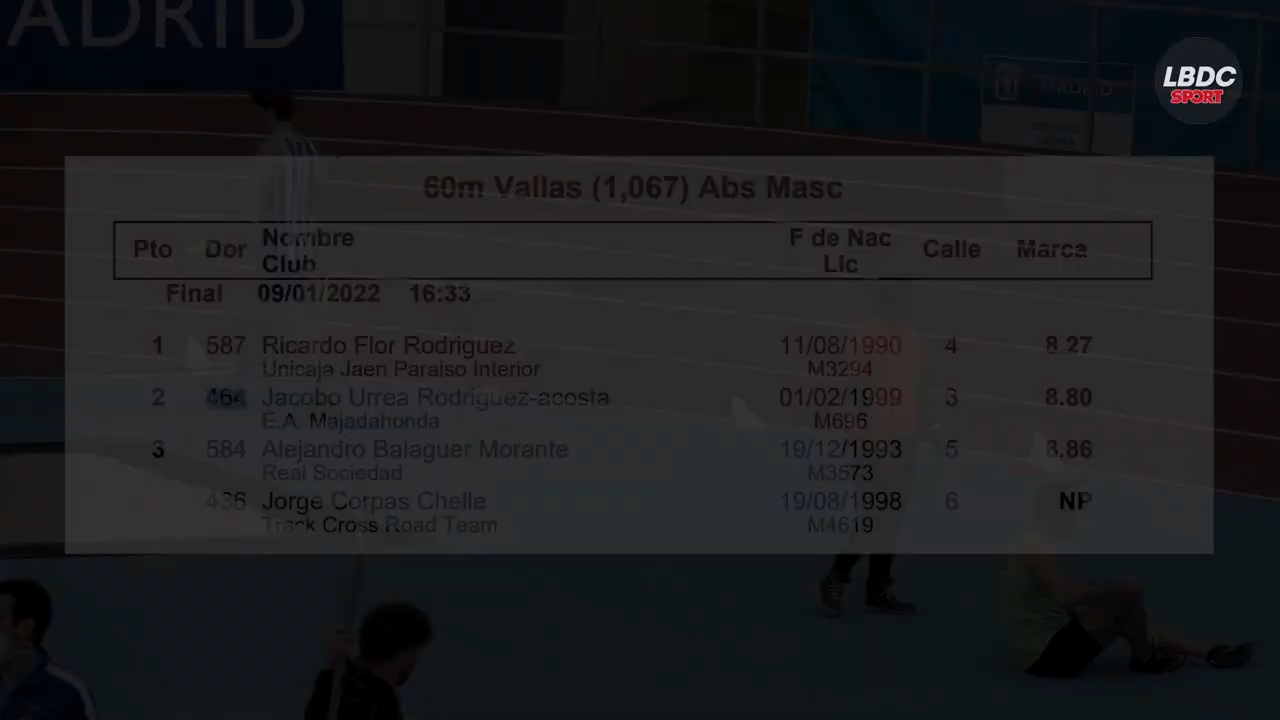 ADRID
LBDC
SPORT
MADRID
60m Vallas (1,067) Abs Masc
Pto Dor Nombre Club F de Nac Lic Calle Marca
Final 09/01/2022 16:33
1 587 Ricardo Flor Rodriguez 11/08/1990 4 8.27
Unicaja Jaen Paraiso Interior M3294
2 464 Jacobo Urrea Rodriguez-acosta 01/02/1999 3 8.80
E.A. Majadahonda M696
3 584 Alejandro Balaguer Morante 19/12/1993 5 8.86
Real Sociedad M3573
436 Jorge Corpas Chelle 19/08/1998 6 NP
Track Cross Road Team M4619